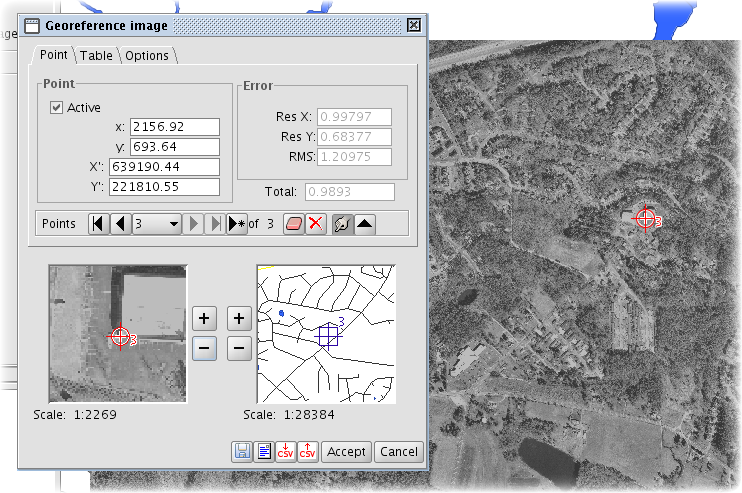 Georeference image
age
Point Table Options
Point
Active
x: 2156.92
y: 693.64
X': 639190.44
Y': 221810.55
Error
Res X: 0.99797
Res Y: 0.68377
RMS: 1.20975
Total: 0.9893
Points 3 of 3
3
3
3
+ +
− −
Scale: 1:2269
Scale: 1:28384
CSV CSV Accept Cancel